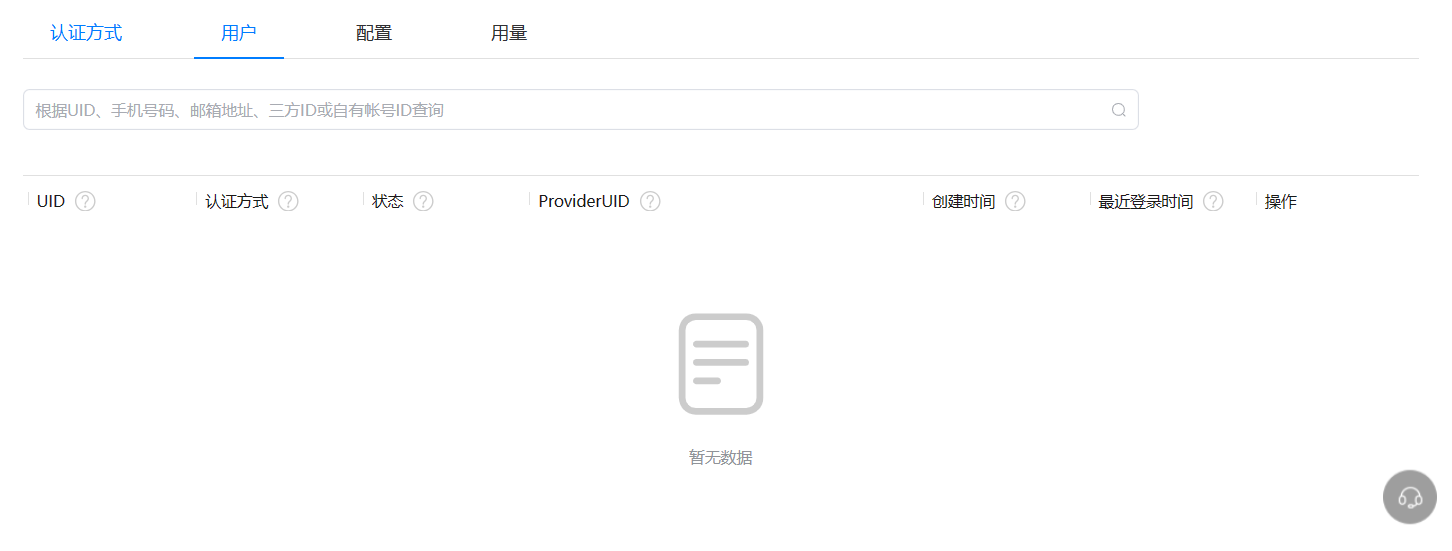 认证方式 用户 配置 用量
根据UID、手机号码、邮箱地址、三方ID或自有帐号ID查询
UID ? 认证方式 ? 状态 ? ProviderUID ? 创建时间 ? 最近登录时间 ? 操作
暂无数据